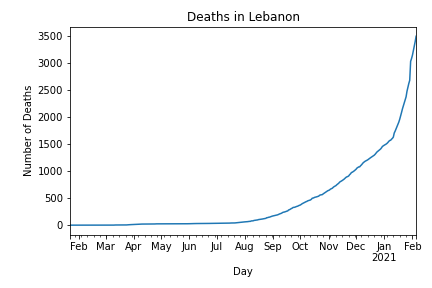 Deaths in Lebanon
3500
3000
2500
2000
1500
1000
500
0
Number of Deaths
Feb Mar Apr May Jun Jul Aug Sep Oct Nov Dec Jan Feb
2021
Day